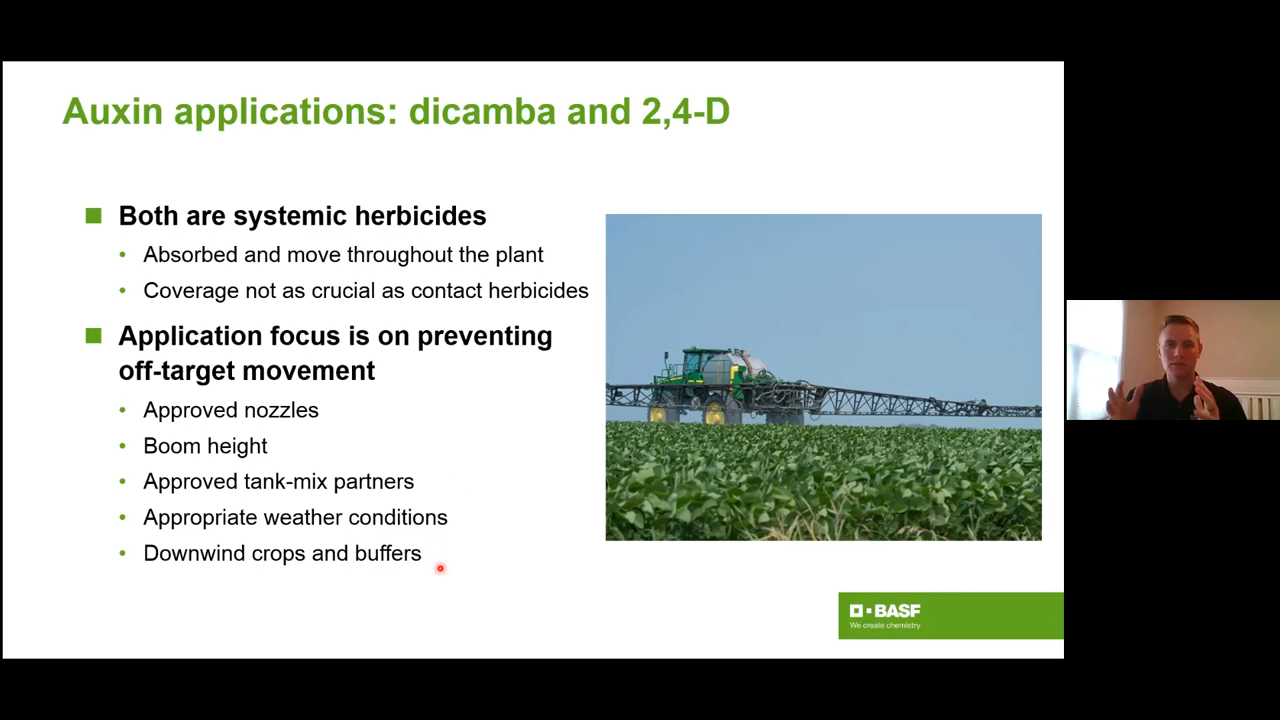 Auxin applications: dicamba and 2,4-D
Both are systemic herbicides
Absorbed and move throughout the plant
Coverage not as crucial as contact herbicides
Application focus is on preventing
off-target movement
Approved nozzles
Boom height
Approved tank-mix partners
Appropriate weather conditions
Downwind crops and buffers
BASF
We create chemistry